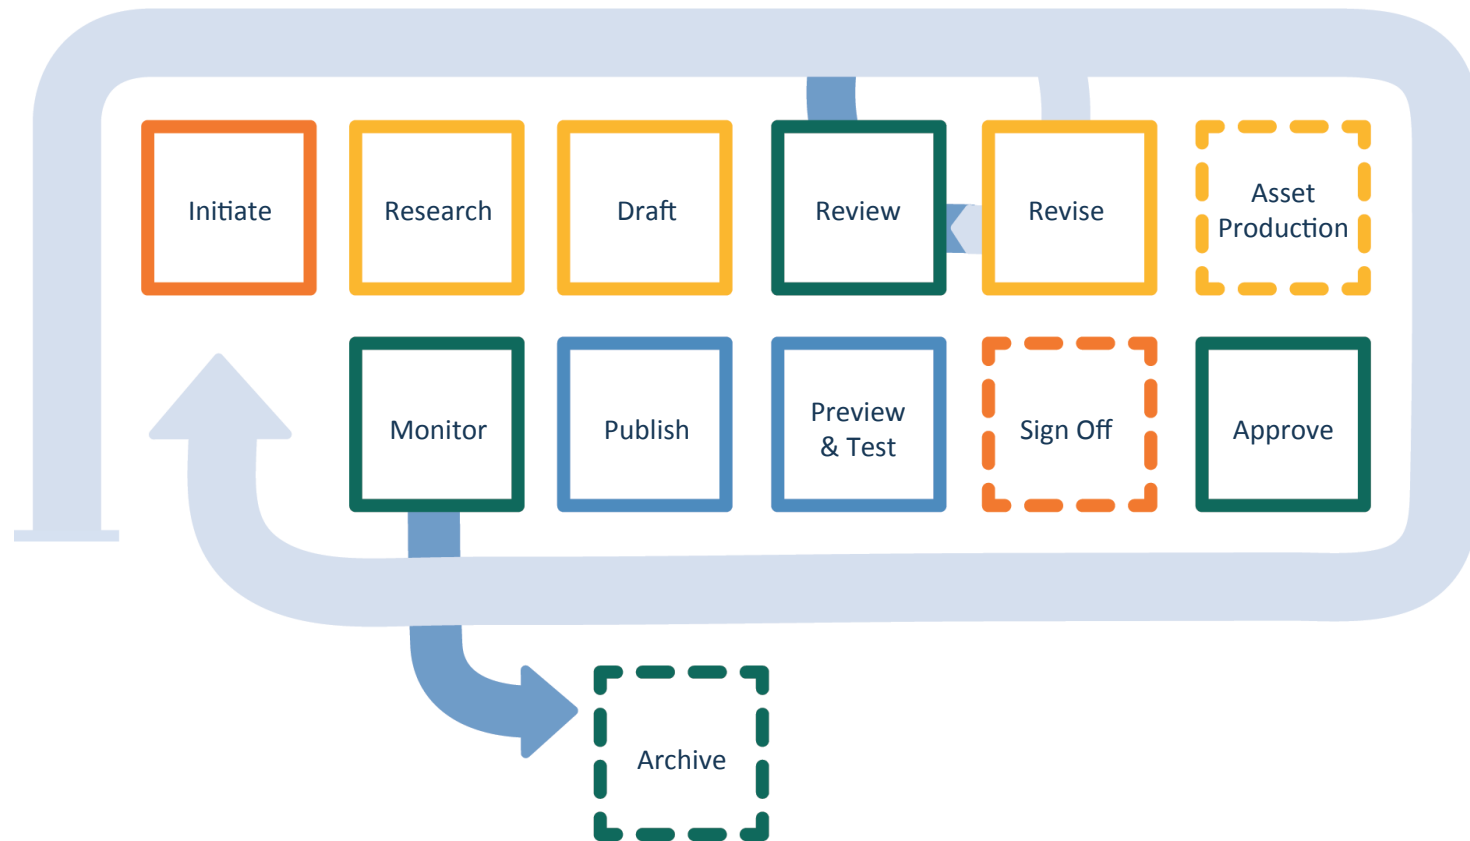 Initiate
Research
Draft
Review
Revise
Asset
Production
Monitor
Publish
Preview
& Test
Sign Off
Approve
Archive